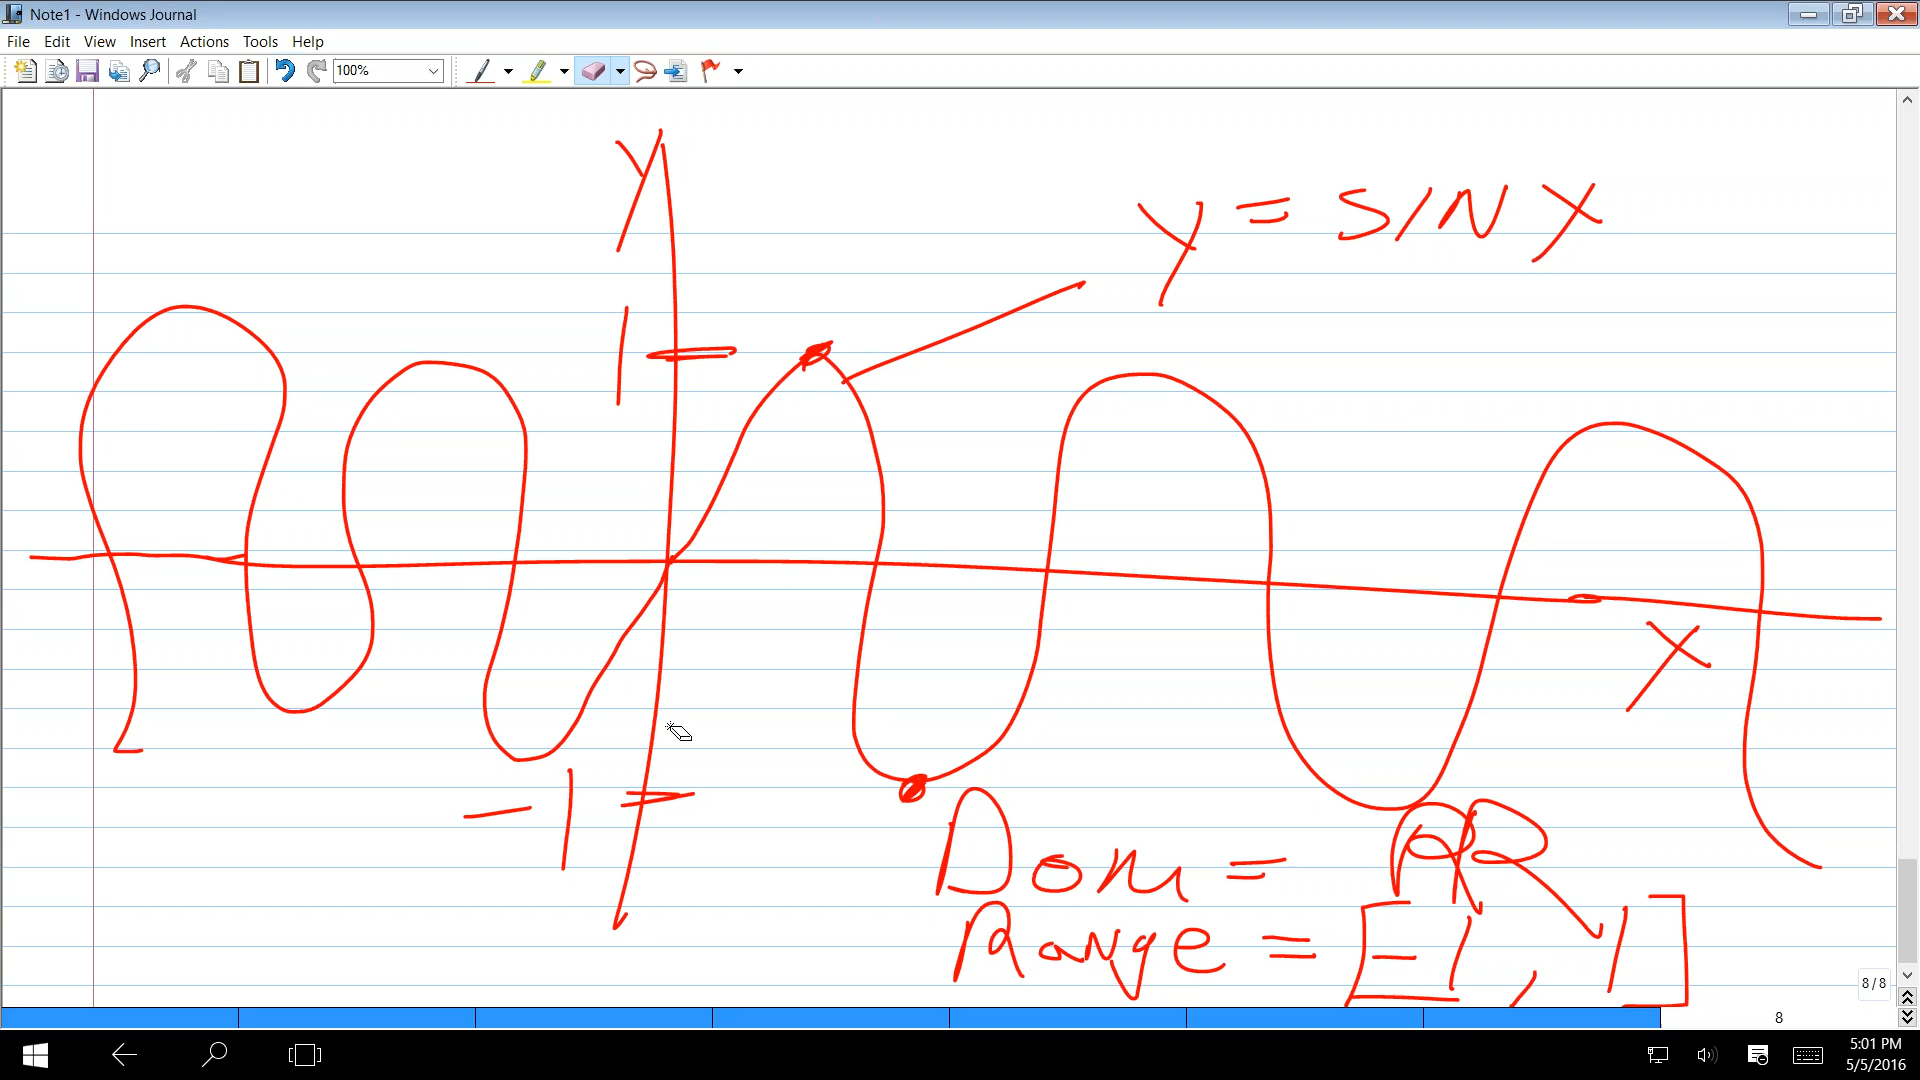 Note1 - Windows Journal
File Edit View Insert Actions Tools Help
100%
y
y = SIN X
1
X
-1
Dom = R
Range = [-1, 1]
8 / 8
8
5:01 PM
5/5/2016